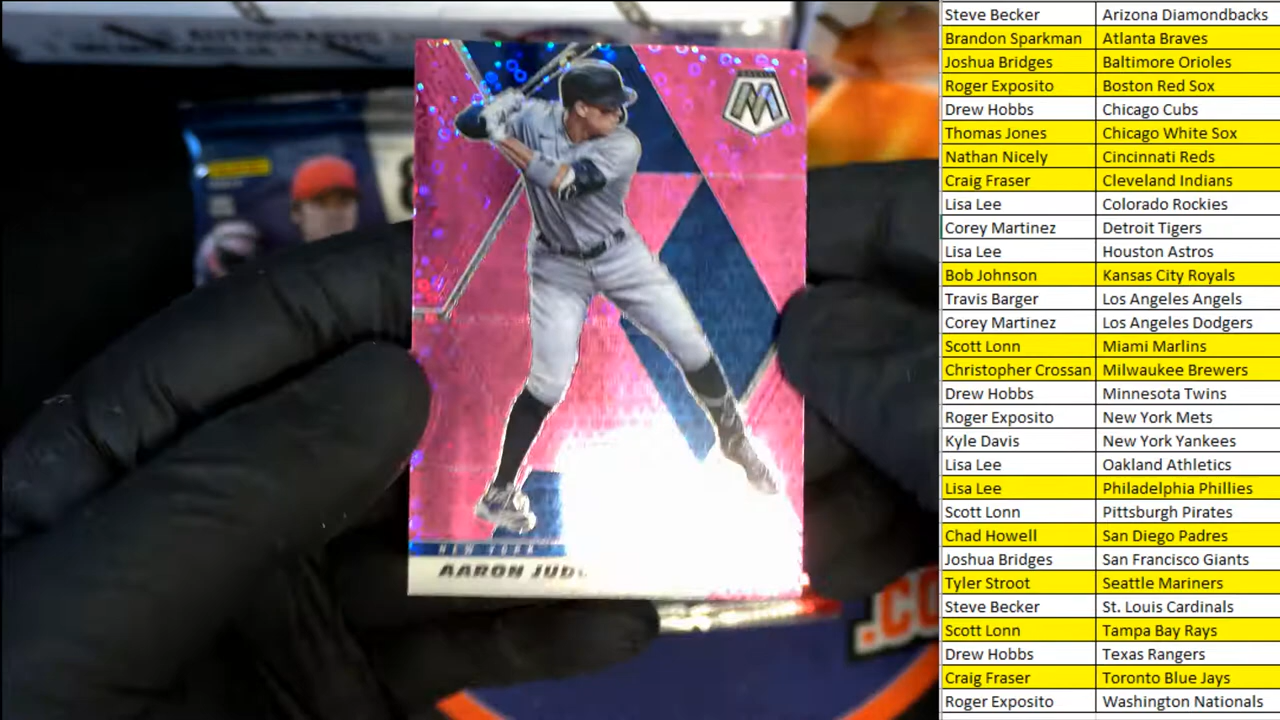 M
NEW YORK
AARON JUDG
.CO
Steve Becker Arizona Diamondbacks
Brandon Sparkman Atlanta Braves
Joshua Bridges Baltimore Orioles
Roger Exposito Boston Red Sox
Drew Hobbs Chicago Cubs
Thomas Jones Chicago White Sox
Nathan Nicely Cincinnati Reds
Craig Fraser Cleveland Indians
Lisa Lee Colorado Rockies
Corey Martinez Detroit Tigers
Lisa Lee Houston Astros
Bob Johnson Kansas City Royals
Travis Barger Los Angeles Angels
Corey Martinez Los Angeles Dodgers
Scott Lonn Miami Marlins
Christopher Crossan Milwaukee Brewers
Drew Hobbs Minnesota Twins
Roger Exposito New York Mets
Kyle Davis New York Yankees
Lisa Lee Oakland Athletics
Lisa Lee Philadelphia Phillies
Scott Lonn Pittsburgh Pirates
Chad Howell San Diego Padres
Joshua Bridges San Francisco Giants
Tyler Stroot Seattle Mariners
Steve Becker St. Louis Cardinals
Scott Lonn Tampa Bay Rays
Drew Hobbs Texas Rangers
Craig Fraser Toronto Blue Jays
Roger Exposito Washington Nationals